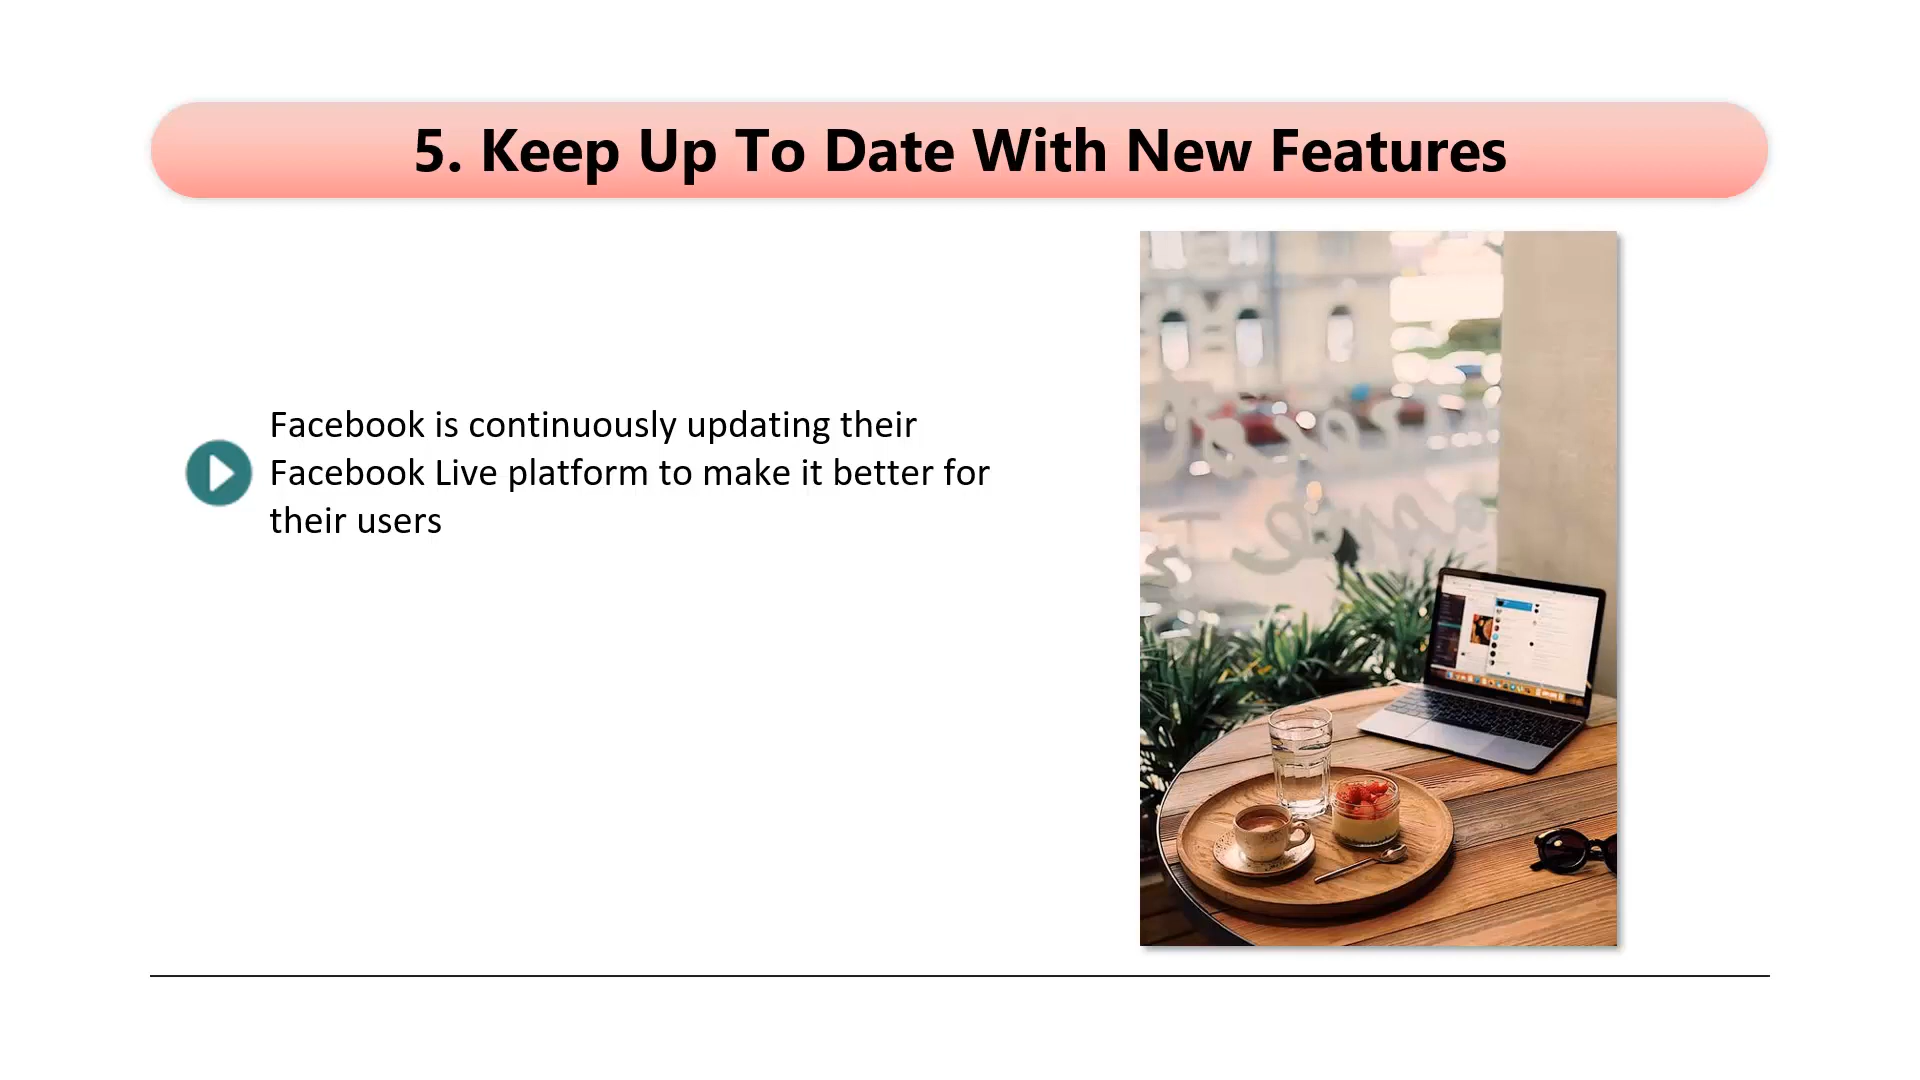 5. Keep Up To Date With New Features
Facebook is continuously updating their
Facebook Live platform to make it better for
their users